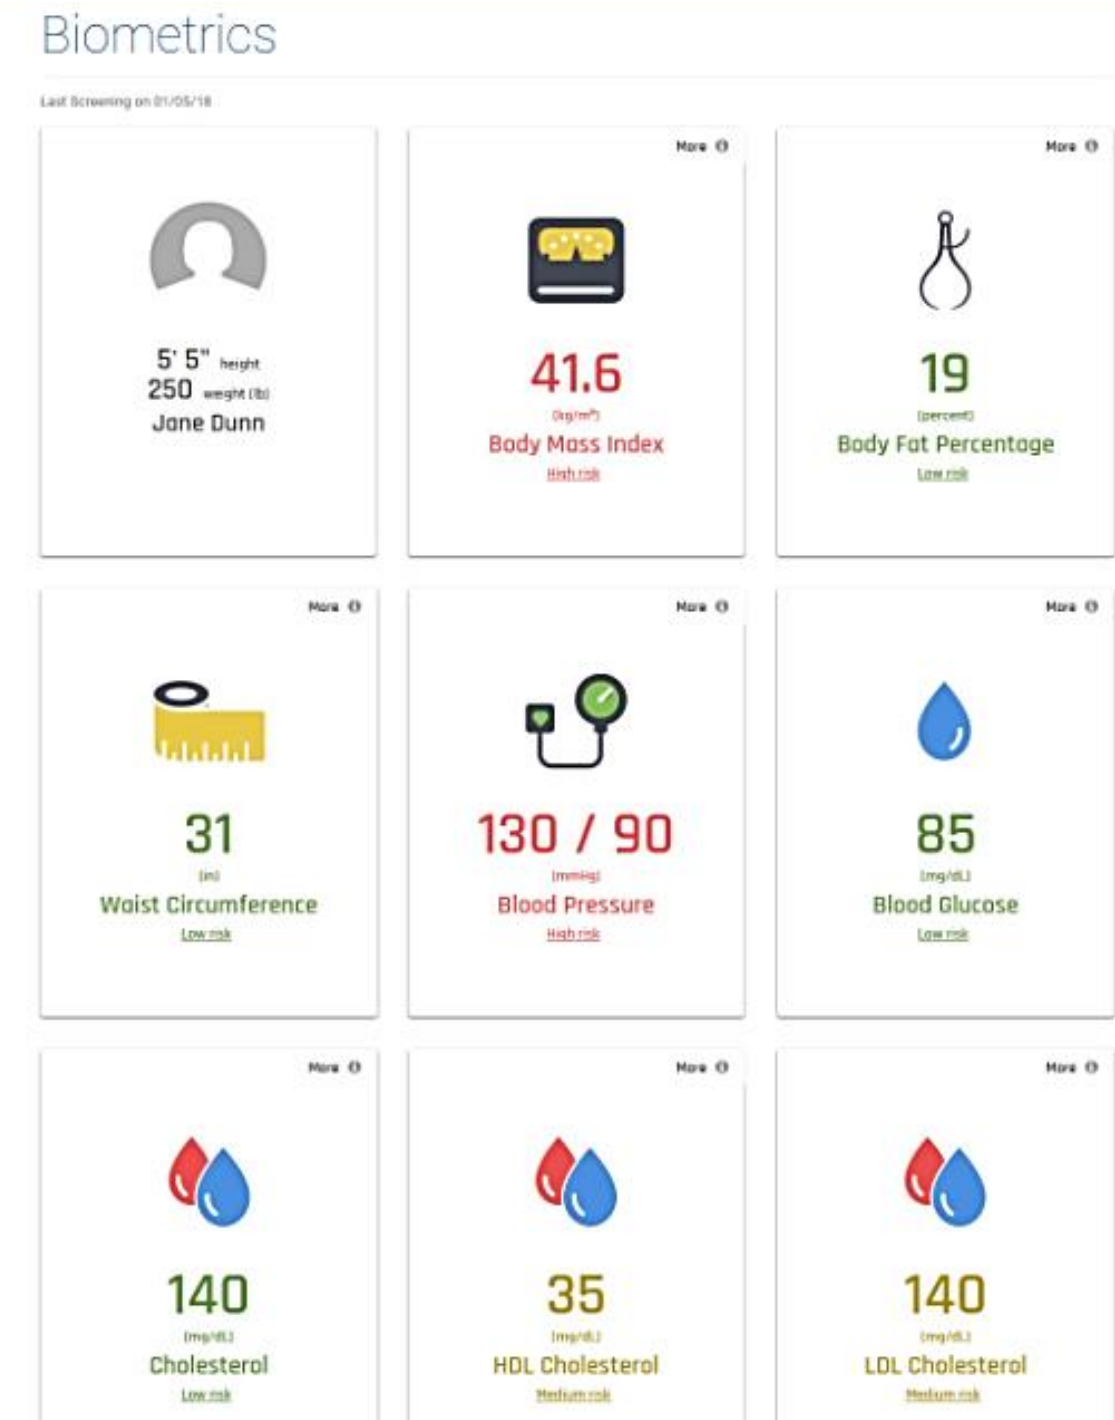 Biometrics
Last Screening on 01/05/18
5' 5" height
250 weight (lb)
Jane Dunn
More
41.6
(kg/m²)
Body Mass Index
High risk
More
19
(percent)
Body Fat Percentage
Low risk
More
31
(in)
Waist Circumference
Low risk
More
130 / 90
(mmHg)
Blood Pressure
High risk
More
85
(mg/dL)
Blood Glucose
Low risk
More
140
(mg/dL)
Cholesterol
Low risk
More
35
(mg/dL)
HDL Cholesterol
Medium risk
More
140
(mg/dL)
LDL Cholesterol
Medium risk